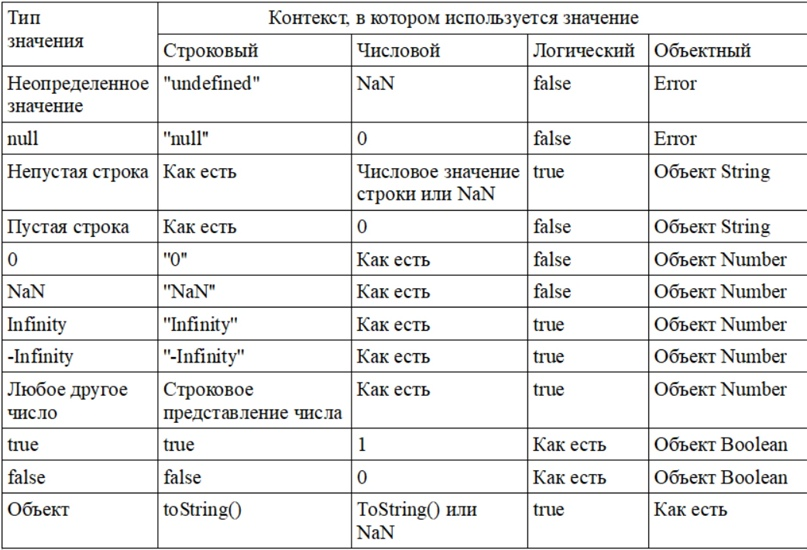 Тип значения Контекст, в котором используется значение
Строковый Числовой Логический Объектный
Неопределенное значение "undefined" NaN false Error
null "null" 0 false Error
Непустая строка Как есть Числовое значение строки или NaN true Объект String
Пустая строка Как есть 0 false Объект String
0 "0" Как есть false Объект Number
NaN "NaN" Как есть false Объект Number
Infinity "Infinity" Как есть true Объект Number
-Infinity "-Infinity" Как есть true Объект Number
Любое другое число Строковое представление числа Как есть true Объект Number
true true 1 Как есть Объект Boolean
false false 0 Как есть Объект Boolean
Объект toString() ToString() или NaN true Как есть